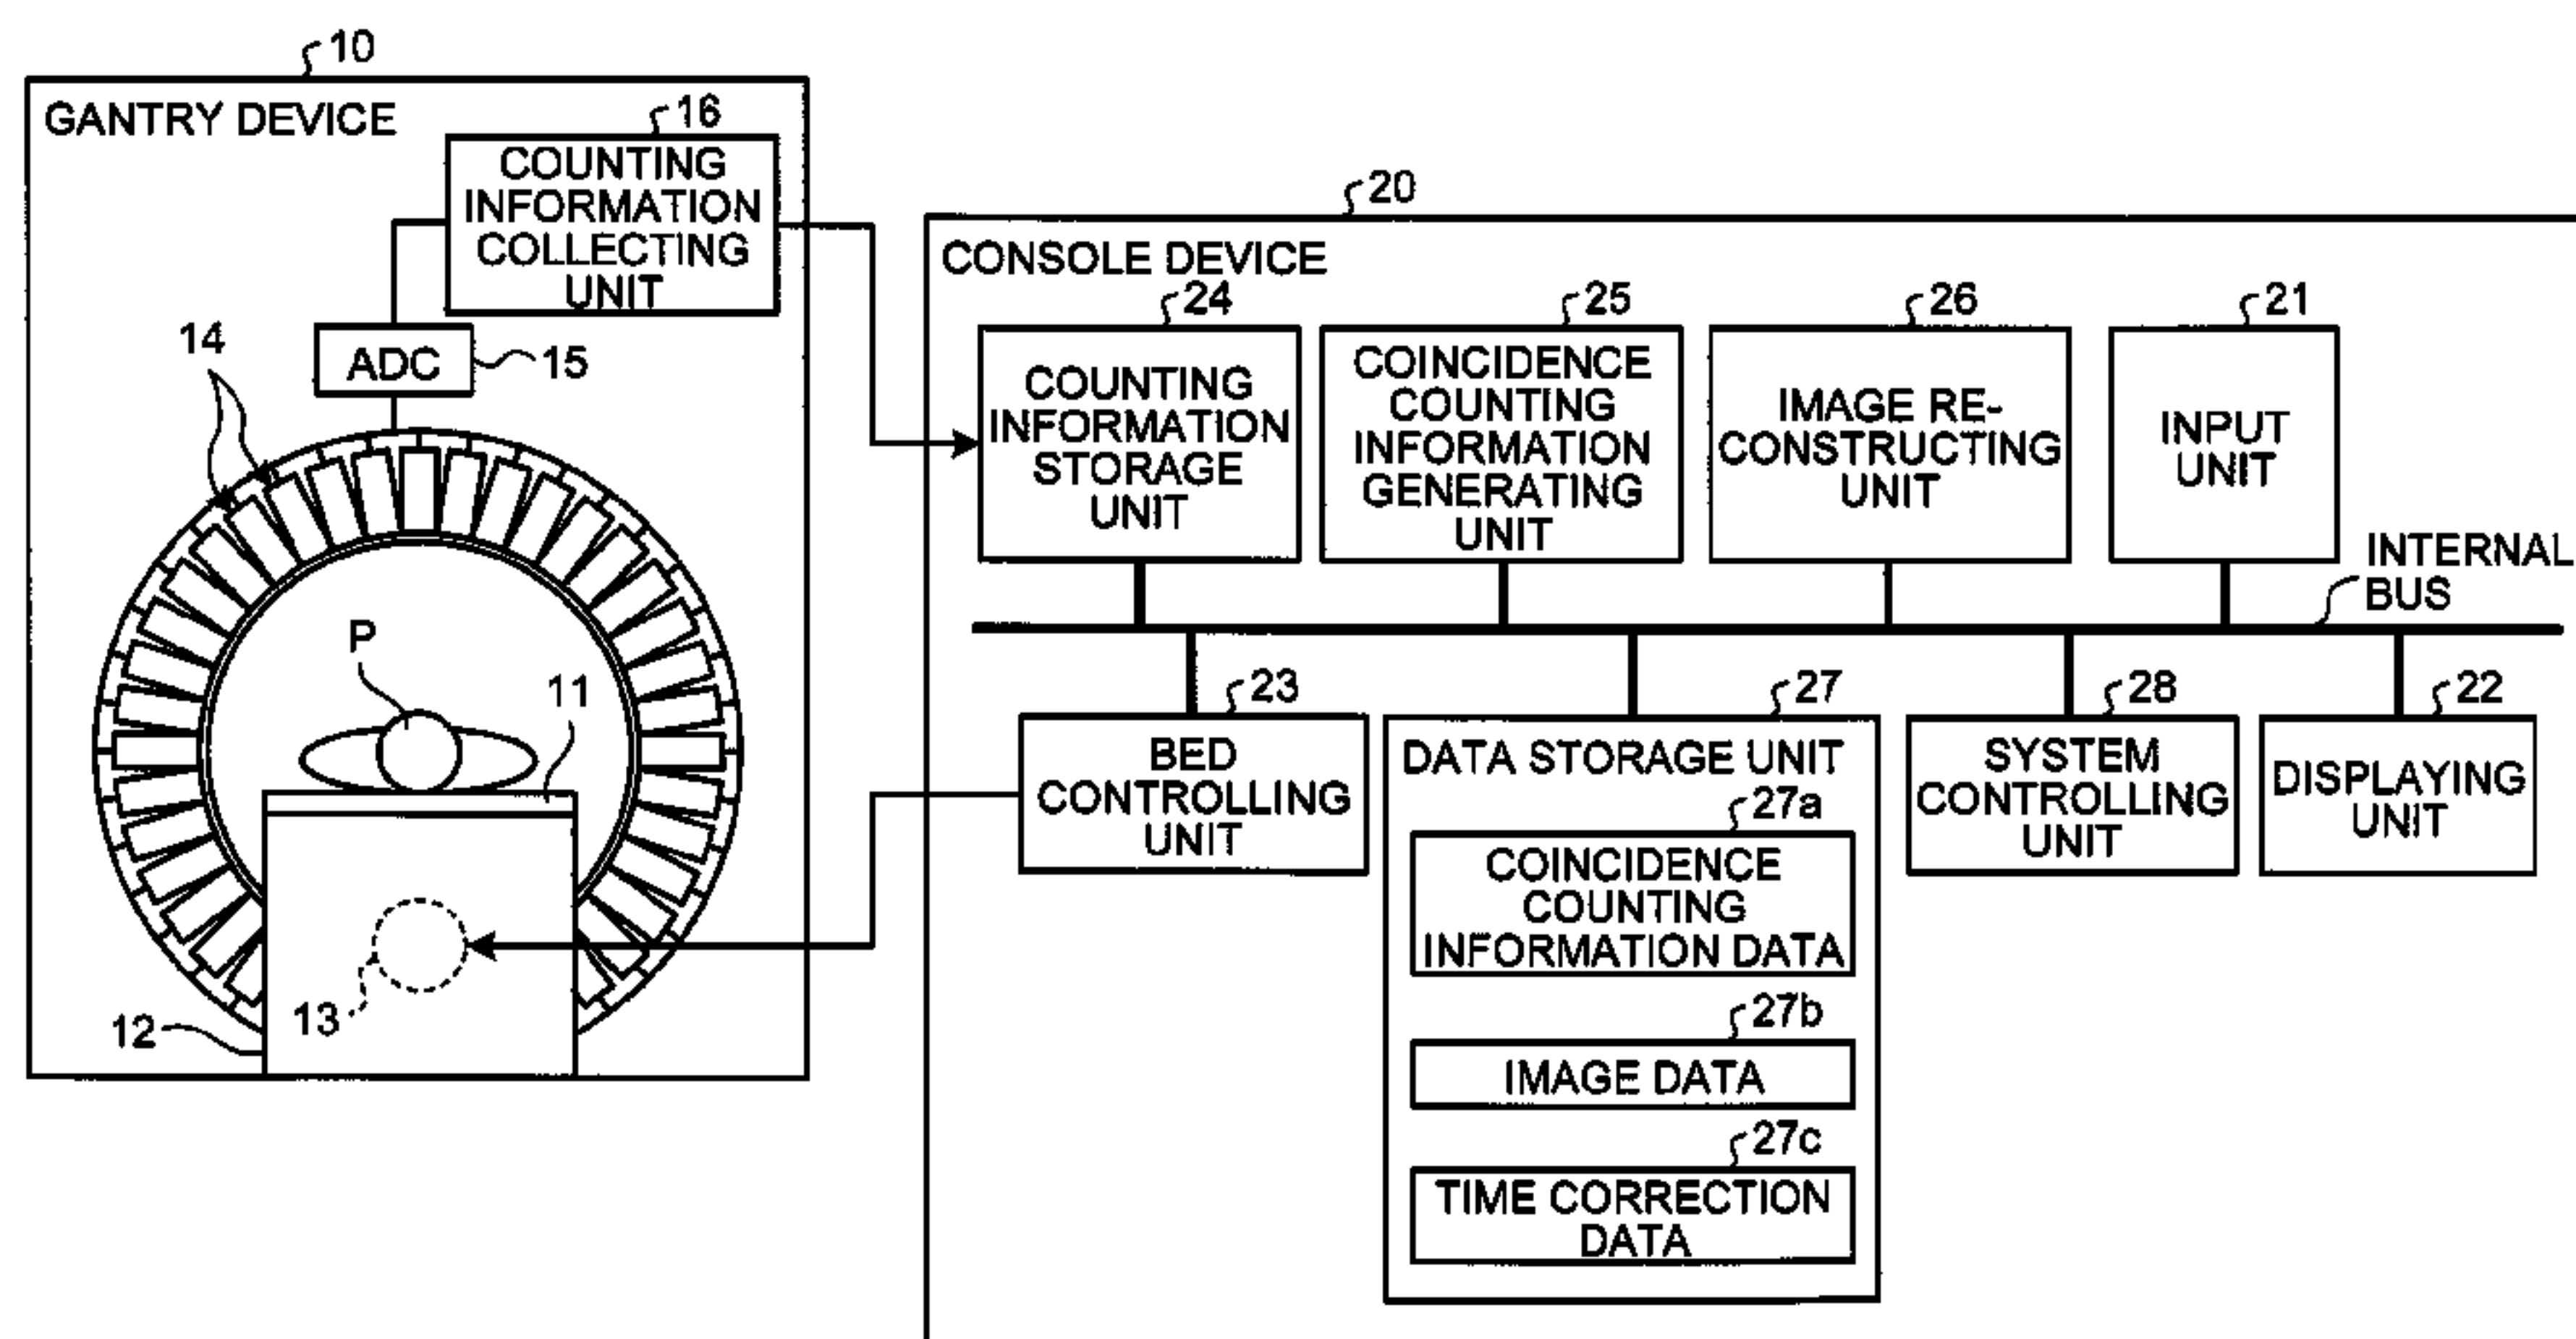 10
GANTRY DEVICE
16
COUNTING
INFORMATION
COLLECTING
UNIT
14
ADC
15
P
11
13
12
20
CONSOLE DEVICE
24
COUNTING
INFORMATION
STORAGE
UNIT
25
COINCIDENCE
COUNTING
INFORMATION
GENERATING
UNIT
26
IMAGE RE-
CONSTRUCTING
UNIT
21
INPUT
UNIT
INTERNAL
BUS
23
BED
CONTROLLING
UNIT
27
DATA STORAGE UNIT
27a
COINCIDENCE
COUNTING
INFORMATION DATA
27b
IMAGE DATA
27c
TIME CORRECTION
DATA
28
SYSTEM
CONTROLLING
UNIT
22
DISPLAYING
UNIT